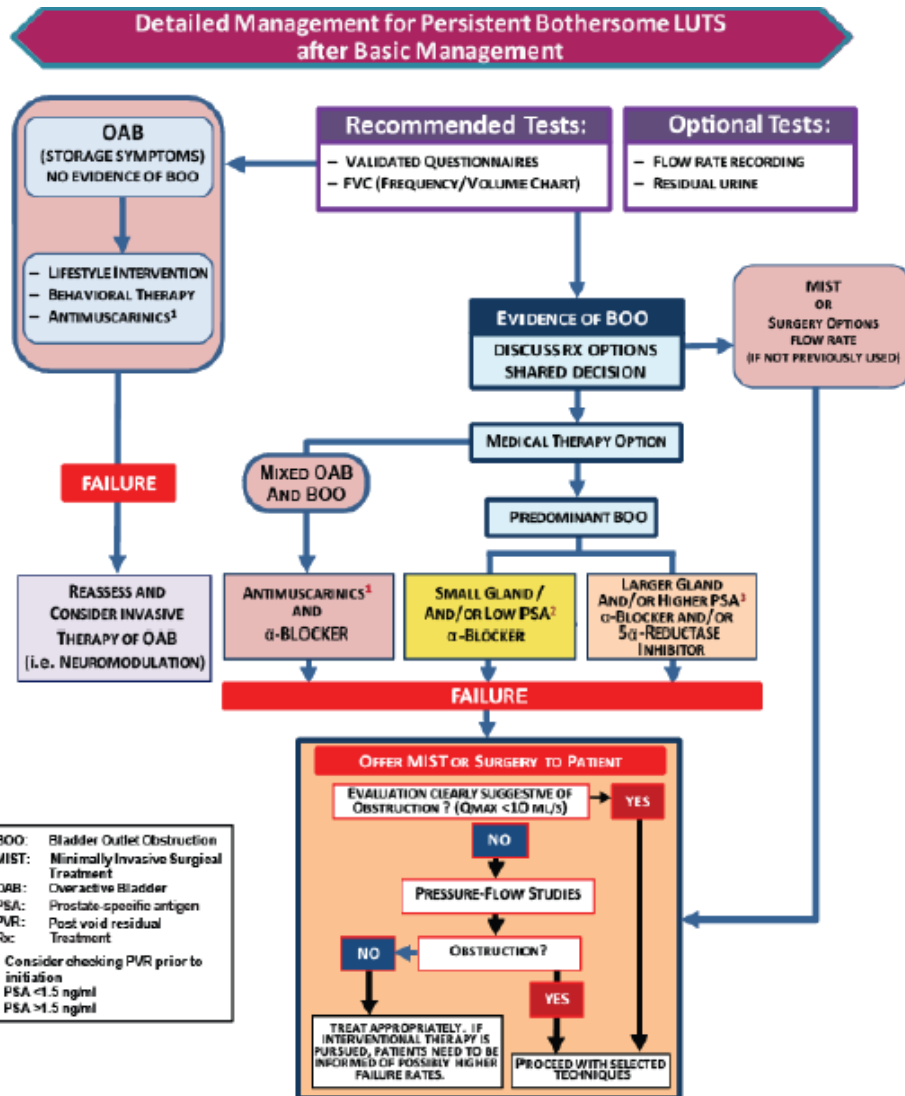 Detailed Management for Persistent Bothersome LUTS
after Basic Management
OAB
(STORAGE SYMPTOMS)
NO EVIDENCE OF BOO
– LIFESTYLE INTERVENTION
– BEHAVIORAL THERAPY
– ANTIMUSCARINICS¹
Recommended Tests:
– VALIDATED QUESTIONNAIRES
– FVC (FREQUENCY/VOLUME CHART)
Optional Tests:
– FLOW RATE RECORDING
– RESIDUAL URINE
EVIDENCE OF BOO
DISCUSS RX OPTIONS
SHARED DECISION
MIST
OR
SURGERY OPTIONS
FLOW RATE
(IF NOT PREVIOUSLY USED)
MEDICAL THERAPY OPTION
MIXED OAB
AND BOO
PREDOMINANT BOO
FAILURE
REASSESS AND
CONSIDER INVASIVE
THERAPY OF OAB
(i.e. NEUROMODULATION)
ANTIMUSCARINICS¹
AND
α-BLOCKER
SMALL GLAND /
AND/OR LOW PSA²
α-BLOCKER
LARGER GLAND
AND/OR HIGHER PSA³
α-BLOCKER AND/OR
5α-REDUCTASE
INHIBITOR
FAILURE
OFFER MIST OR SURGERY TO PATIENT
EVALUATION CLEARLY SUGGESTIVE OF
OBSTRUCTION ? (QMAX <10 ML/S)
YES
NO
PRESSURE-FLOW STUDIES
OBSTRUCTION?
NO
YES
TREAT APPROPRIATELY. IF
INTERVENTIONAL THERAPY IS
PURSUED, PATIENTS NEED TO BE
INFORMED OF POSSIBLY HIGHER
FAILURE RATES.
PROCEED WITH SELECTED
TECHNIQUES
BOO: Bladder Outlet Obstruction
MIST: Minimally Invasive Surgical
Treatment
OAB: Overactive Bladder
PSA: Prostate-specific antigen
PVR: Post void residual
Rx: Treatment
Consider checking PVR prior to
initiation
PSA <1.5 ng/ml
PSA >1.5 ng/ml